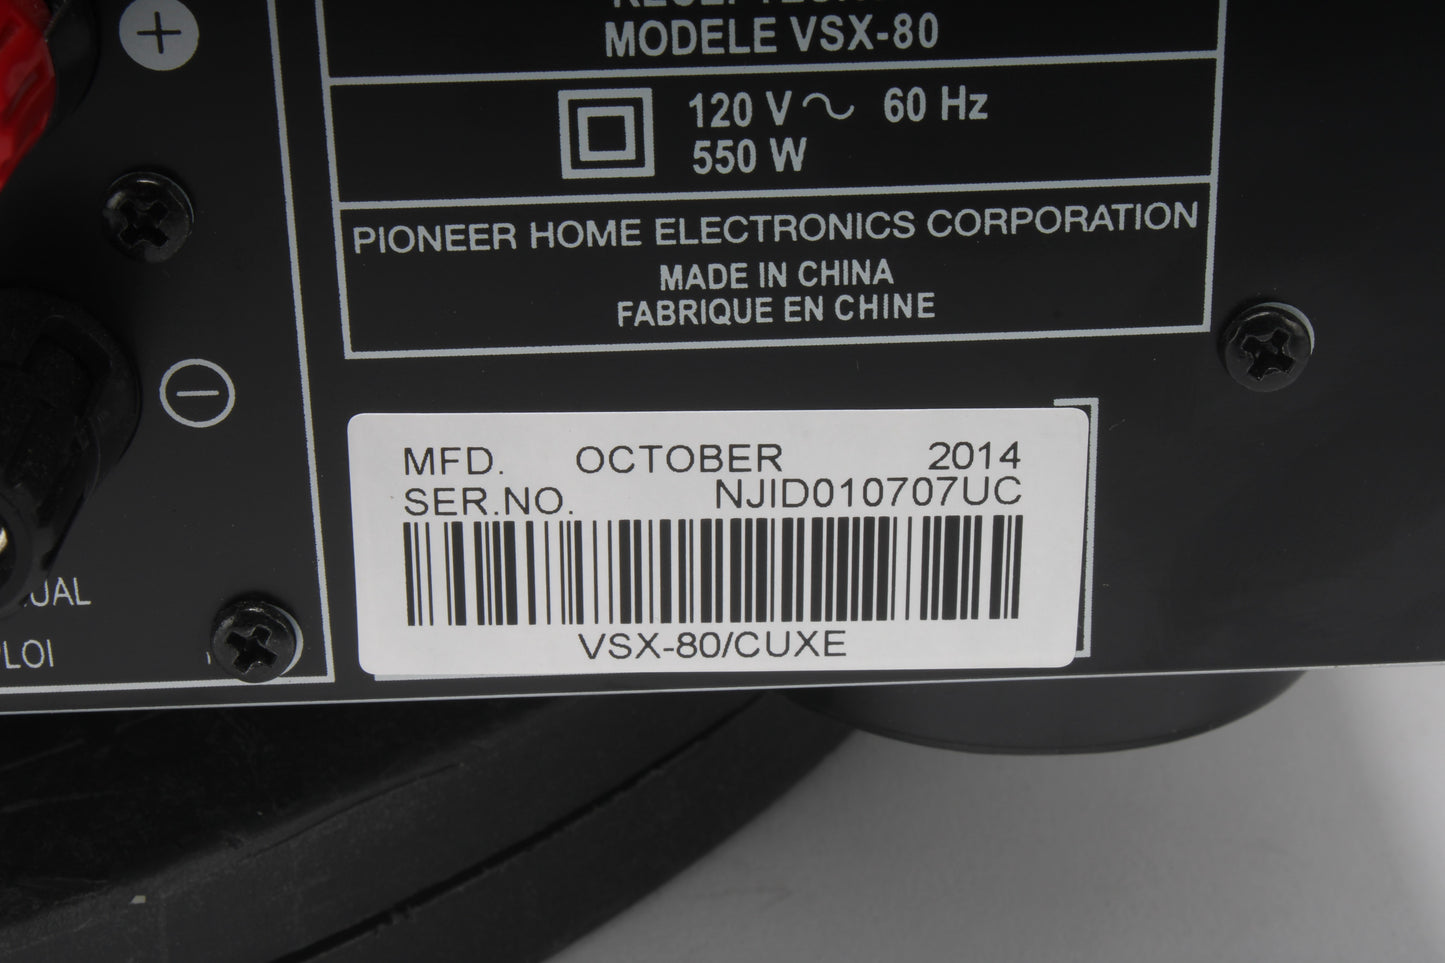 MODELE VSX-80
120 V ~ 60 Hz
550 W
PIONEER HOME ELECTRONICS CORPORATION
MADE IN CHINA
FABRIQUE EN CHINE
MFD. OCTOBER 2014
SER.NO. NJID010707UC
VSX-80/CUXE